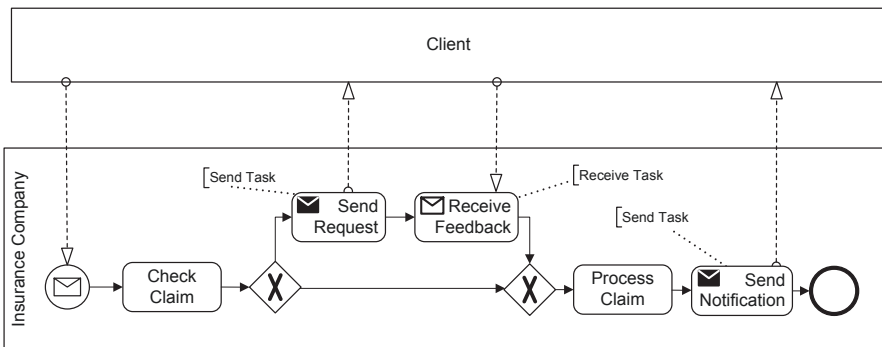 Client
Insurance Company
[Send Task
Send
Request
Receive
Feedback
[Receive Task
[Send Task
Check
Claim
X
X
Process
Claim
Send
Notification